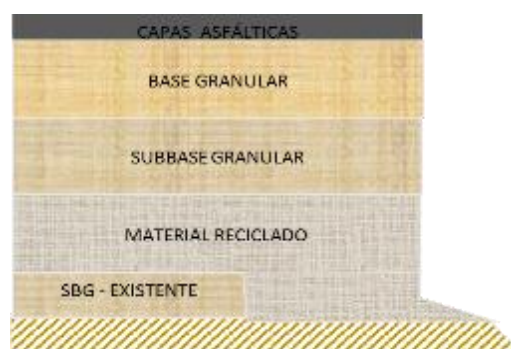 CAPAS ASFÁLTICAS
BASE GRANULAR
SUBBASE GRANULAR
MATERIAL RECICLADO
SBG - EXISTENTE